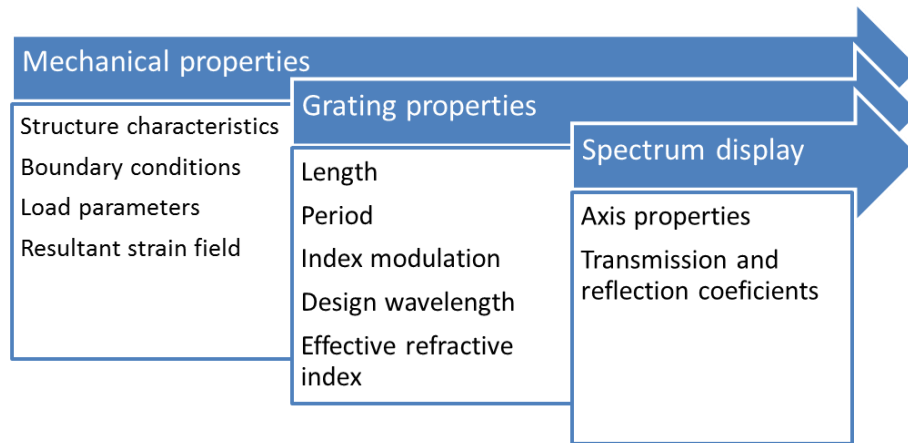 Mechanical properties
Structure characteristics
Boundary conditions
Load parameters
Resultant strain field
Grating properties
Length
Period
Index modulation
Design wavelength
Effective refractive
index
Spectrum display
Axis properties
Transmission and
reflection coeficients